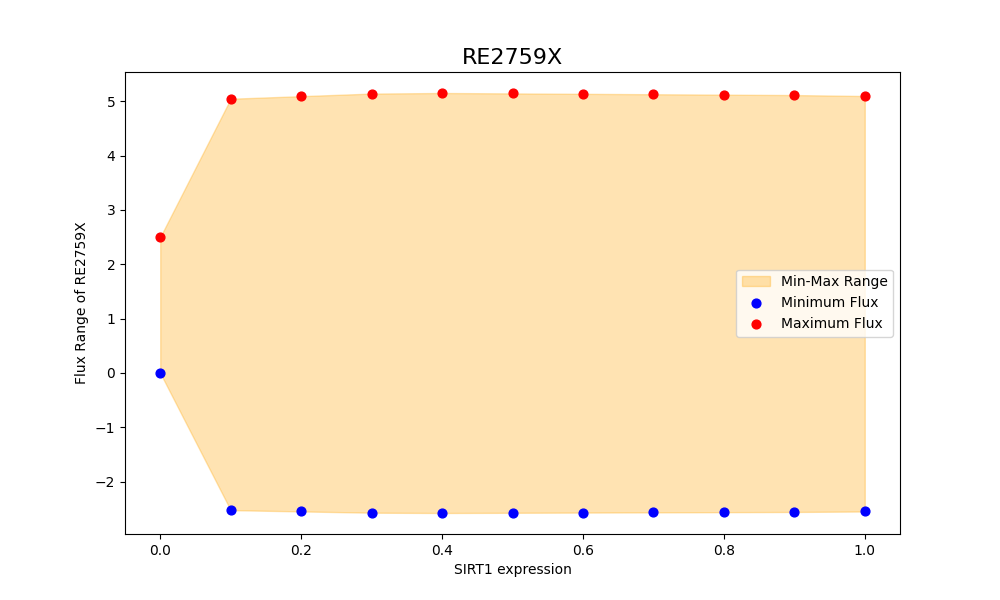 RE2759X
Flux Range of RE2759X
5
4
3
2
1
0
−1
−2
Min-Max Range
Minimum Flux
Maximum Flux
0.0 0.2 0.4 0.6 0.8 1.0
SIRT1 expression